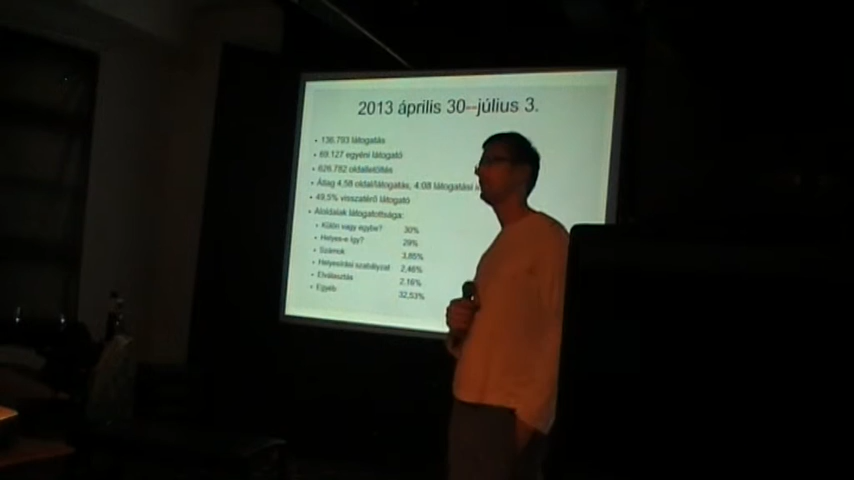 2013 április 30--július 3.
136.793 látogatás
69.127 egyéni látogató
626.782 oldalletöltés
Átlag 4,58 oldal/látogatás, 4:08 látogatási
49,5% visszatérő látogató
Aloldalak látogatottsága:
Külön vagy egybe? 30%
Helyes-e így? 29%
Számok 3,85%
Helyesírási szabályzat 2,46%
Elválasztás 2,16%
Egyéb 32,53%